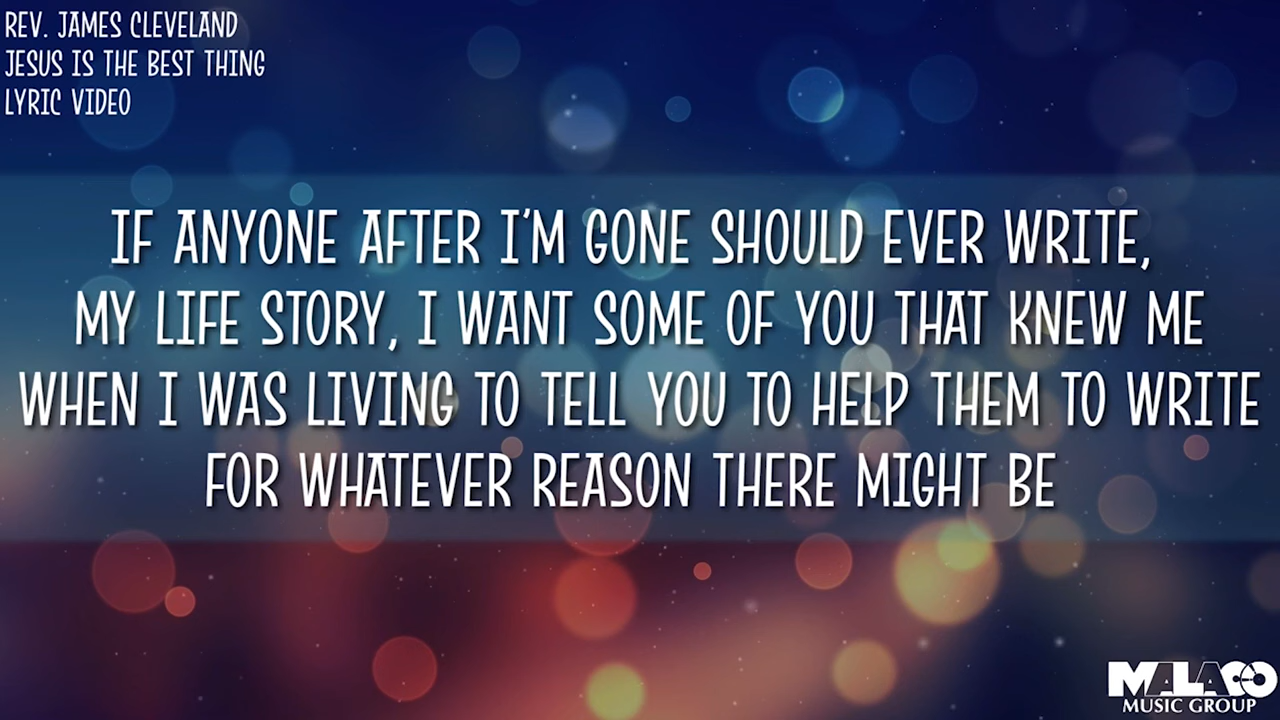 REV. JAMES CLEVELAND
JESUS IS THE BEST THING
LYRIC VIDEO
IF ANYONE AFTER I'M GONE SHOULD EVER WRITE,
MY LIFE STORY, I WANT SOME OF YOU THAT KNEW ME
WHEN I WAS LIVING TO TELL YOU TO HELP THEM TO WRITE
FOR WHATEVER REASON THERE MIGHT BE
MALACO
MUSIC GROUP